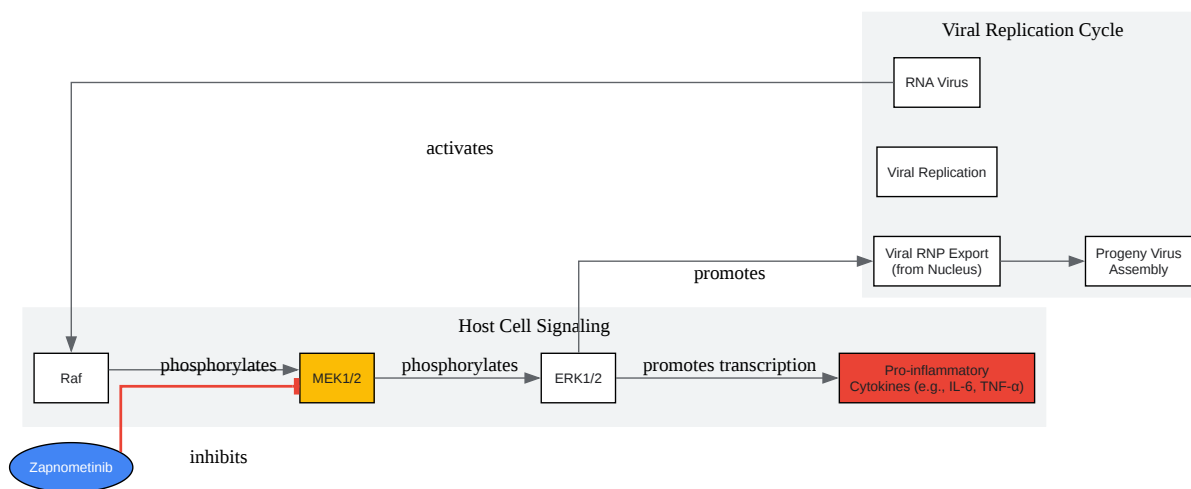 Viral Replication Cycle
RNA Virus
activates
Viral Replication
Viral RNP Export
(from Nucleus)
Progeny Virus
Assembly
promotes
Host Cell Signaling
Raf
phosphorylates
MEK1/2
phosphorylates
ERK1/2
promotes transcription
Pro-inflammatory
Cytokines (e.g., IL-6, TNF-α)
Zapnometinib
inhibits